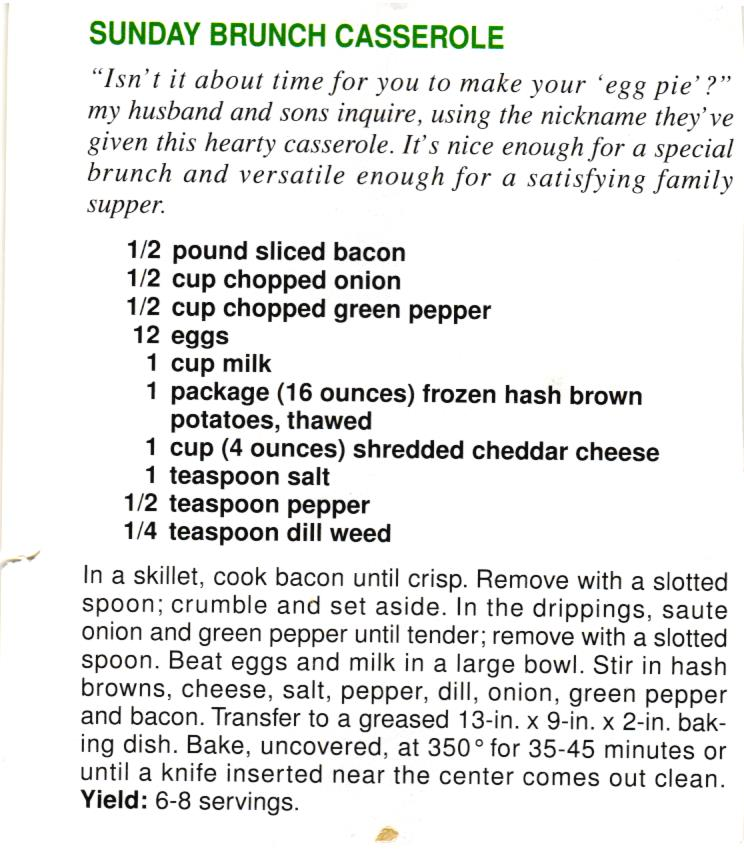 SUNDAY BRUNCH CASSEROLE
“Isn’t it about time for you to make your ‘egg pie’?”
my husband and sons inquire, using the nickname they’ve
given this hearty casserole. It’s nice enough for a special
brunch and versatile enough for a satisfying family
supper.
1/2 pound sliced bacon
1/2 cup chopped onion
1/2 cup chopped green pepper
12 eggs
1 cup milk
1 package (16 ounces) frozen hash brown
potatoes, thawed
1 cup (4 ounces) shredded cheddar cheese
1 teaspoon salt
1/2 teaspoon pepper
1/4 teaspoon dill weed
In a skillet, cook bacon until crisp. Remove with a slotted
spoon; crumble and set aside. In the drippings, saute
onion and green pepper until tender; remove with a slotted
spoon. Beat eggs and milk in a large bowl. Stir in hash
browns, cheese, salt, pepper, dill, onion, green pepper
and bacon. Transfer to a greased 13-in. x 9-in. x 2-in. bak-
ing dish. Bake, uncovered, at 350° for 35-45 minutes or
until a knife inserted near the center comes out clean.
Yield: 6-8 servings.